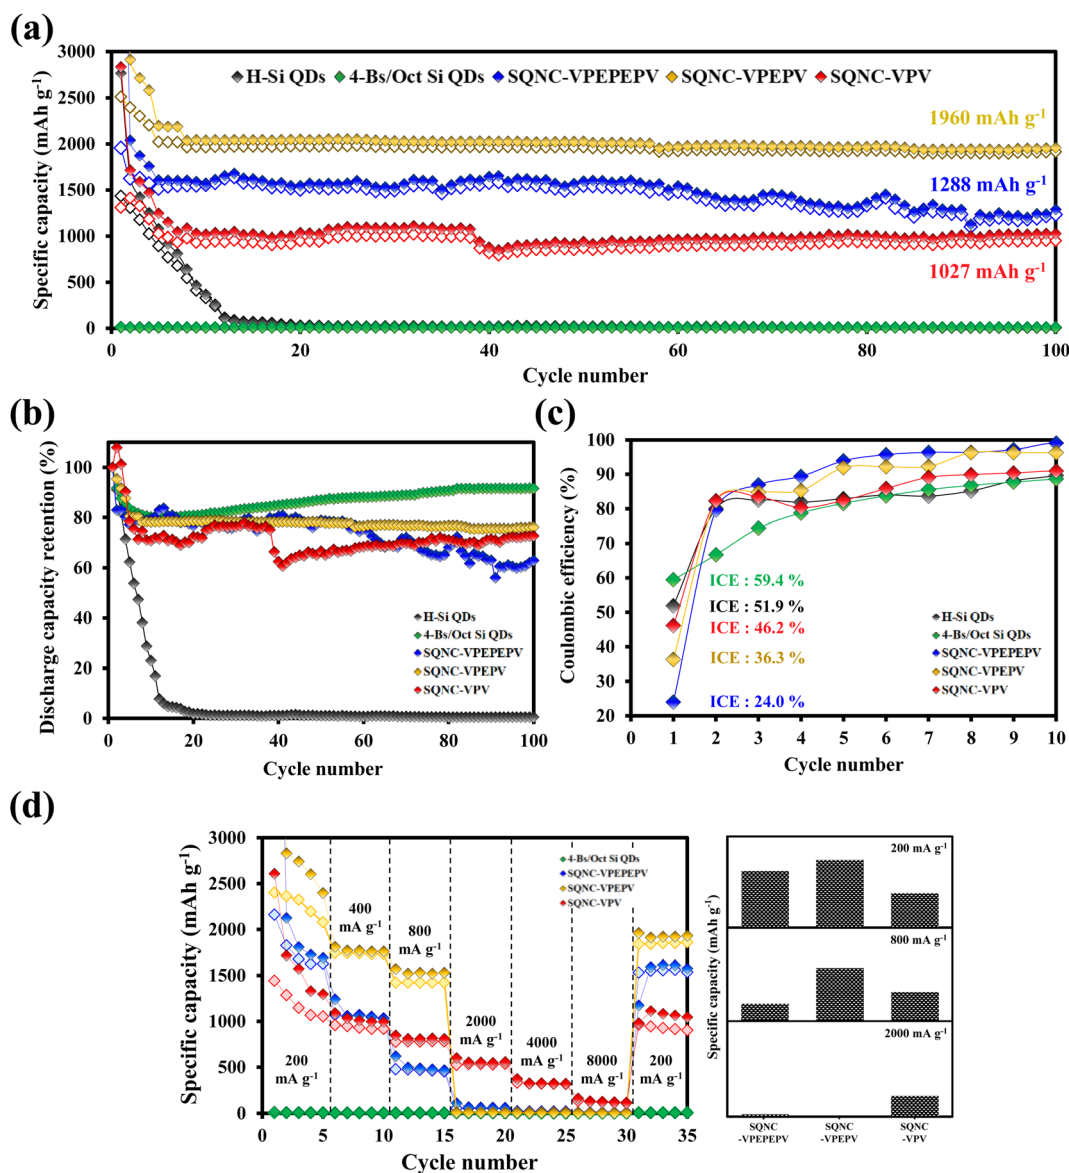 (a)
3000
2500
2000
1500
1000
500
0
Specific capacity (mAh g-1)
H-Si QDs 4-Bs/Oct Si QDs SQNC-VPEPEPV SQNC-VPEPV SQNC-VPV
1960 mAh g-1
1288 mAh g-1
1027 mAh g-1
0 20 40 60 80 100
Cycle number
(b)
100
80
60
40
20
0
Discharge capacity retention (%)
H-Si QDs
4-Bs/Oct Si QDs
SQNC-VPEPEPV
SQNC-VPEPV
SQNC-VPV
0 20 40 60 80 100
Cycle number
(c)
100
90
80
70
60
50
40
30
20
Coulombic efficiency (%)
ICE : 59.4 %
ICE : 51.9 %
ICE : 46.2 %
ICE : 36.3 %
ICE : 24.0 %
H-Si QDs
4-Bs/Oct Si QDs
SQNC-VPEPEPV
SQNC-VPEPV
SQNC-VPV
0 1 2 3 4 5 6 7 8 9 10
Cycle number
(d)
3000
2500
2000
1500
1000
500
0
Specific capacity (mAh g-1)
4-Bs/Oct Si QDs
SQNC-VPEPEPV
SQNC-VPEPV
SQNC-VPV
200
mA g-1
400
mA g-1
800
mA g-1
2000
mA g-1
4000
mA g-1
8000
mA g-1
200
mA g-1
0 5 10 15 20 25 30 35
Cycle number
Specific capacity (mAh g-1)
200 mA g-1
800 mA g-1
2000 mA g-1
SQNC
-VPEPEPV
SQNC
-VPEPV
SQNC
-VPV